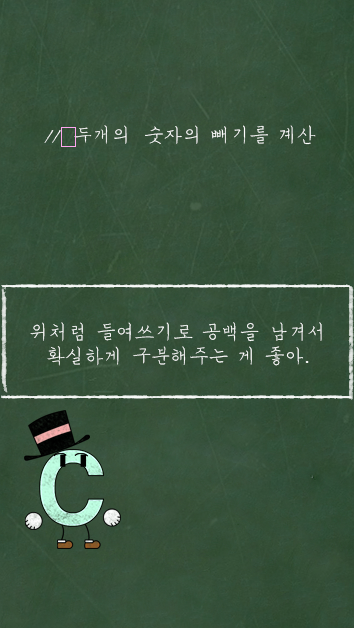 // 두개의 숫자의 빼기를 계산
위처럼 들여쓰기로 공백을 남겨서
확실하게 구분해주는 게 좋아.
C